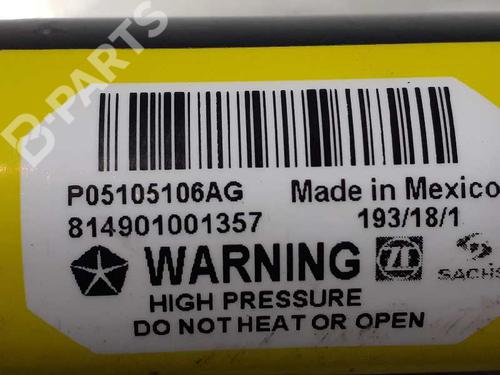 B-PARTS
P05105106AG Made in Mexico
814901001357 193/18/1
WARNING ZF SACHS
HIGH PRESSURE
DO NOT HEAT OR OPEN